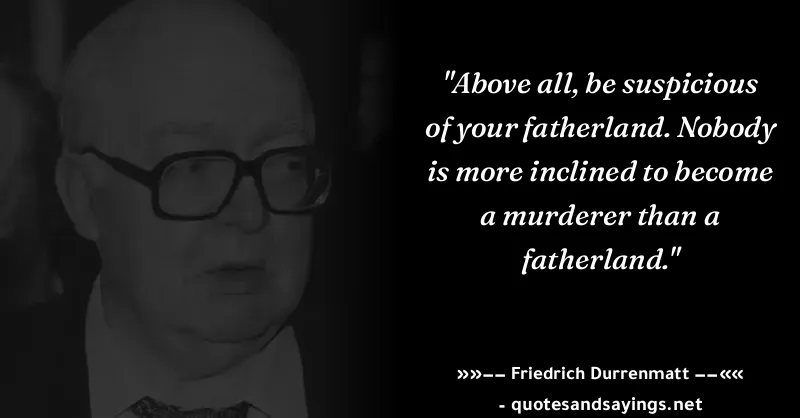 "Above all, be suspicious
of your fatherland. Nobody
is more inclined to become
a murderer than a
fatherland."
»»−− Friedrich Durrenmatt −−««
- quotesandsayings.net